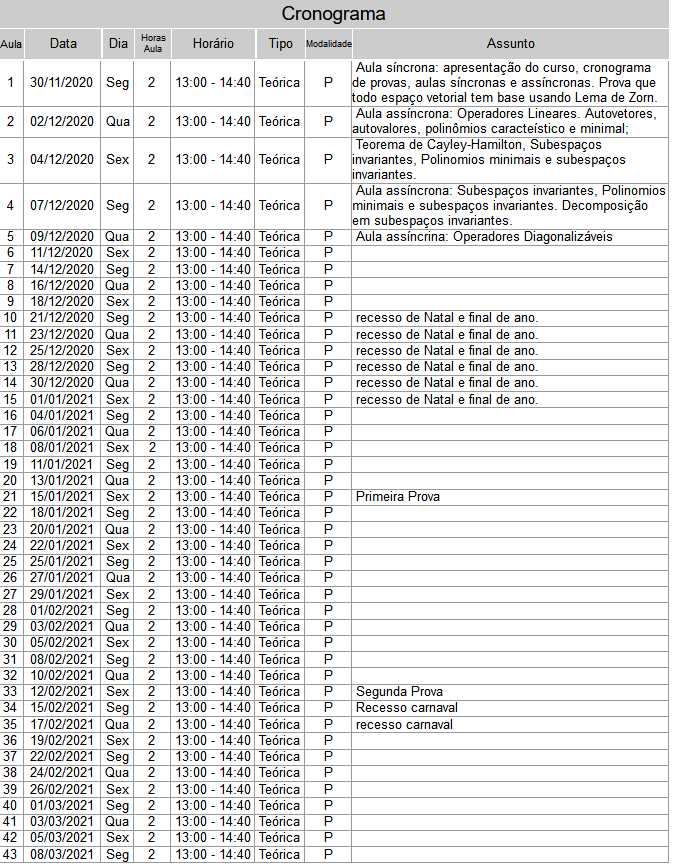 Cronograma
Aula Data Dia Horas Aula Horário Tipo Modalidade Assunto
1 30/11/2020 Seg 2 13:00 - 14:40 Teórica P Aula síncrona: apresentação do curso, cronograma
de provas, aulas síncronas e assíncronas. Prova que
todo espaço vetorial tem base usando Lema de Zorn.
2 02/12/2020 Qua 2 13:00 - 14:40 Teórica P Aula assíncrona: Operadores Lineares. Autovetores,
autovalores, polinômios caracteístico e minimal;
3 04/12/2020 Sex 2 13:00 - 14:40 Teórica P Teorema de Cayley-Hamilton, Subespaços
invariantes, Polinomios minimais e subespaços
invariantes.
4 07/12/2020 Seg 2 13:00 - 14:40 Teórica P Aula assíncrona: Subespaços invariantes, Polinomios
minimais e subespaços invariantes. Decomposição
em subespaços invariantes.
5 09/12/2020 Qua 2 13:00 - 14:40 Teórica P Aula assíncrina: Operadores Diagonalizáveis
6 11/12/2020 Sex 2 13:00 - 14:40 Teórica P
7 14/12/2020 Seg 2 13:00 - 14:40 Teórica P
8 16/12/2020 Qua 2 13:00 - 14:40 Teórica P
9 18/12/2020 Sex 2 13:00 - 14:40 Teórica P
10 21/12/2020 Seg 2 13:00 - 14:40 Teórica P recesso de Natal e final de ano.
11 23/12/2020 Qua 2 13:00 - 14:40 Teórica P recesso de Natal e final de ano.
12 25/12/2020 Sex 2 13:00 - 14:40 Teórica P recesso de Natal e final de ano.
13 28/12/2020 Seg 2 13:00 - 14:40 Teórica P recesso de Natal e final de ano.
14 30/12/2020 Qua 2 13:00 - 14:40 Teórica P recesso de Natal e final de ano.
15 01/01/2021 Sex 2 13:00 - 14:40 Teórica P recesso de Natal e final de ano.
16 04/01/2021 Seg 2 13:00 - 14:40 Teórica P
17 06/01/2021 Qua 2 13:00 - 14:40 Teórica P
18 08/01/2021 Sex 2 13:00 - 14:40 Teórica P
19 11/01/2021 Seg 2 13:00 - 14:40 Teórica P
20 13/01/2021 Qua 2 13:00 - 14:40 Teórica P
21 15/01/2021 Sex 2 13:00 - 14:40 Teórica P Primeira Prova
22 18/01/2021 Seg 2 13:00 - 14:40 Teórica P
23 20/01/2021 Qua 2 13:00 - 14:40 Teórica P
24 22/01/2021 Sex 2 13:00 - 14:40 Teórica P
25 25/01/2021 Seg 2 13:00 - 14:40 Teórica P
26 27/01/2021 Qua 2 13:00 - 14:40 Teórica P
27 29/01/2021 Sex 2 13:00 - 14:40 Teórica P
28 01/02/2021 Seg 2 13:00 - 14:40 Teórica P
29 03/02/2021 Qua 2 13:00 - 14:40 Teórica P
30 05/02/2021 Sex 2 13:00 - 14:40 Teórica P
31 08/02/2021 Seg 2 13:00 - 14:40 Teórica P
32 10/02/2021 Qua 2 13:00 - 14:40 Teórica P
33 12/02/2021 Sex 2 13:00 - 14:40 Teórica P Segunda Prova
34 15/02/2021 Seg 2 13:00 - 14:40 Teórica P Recesso carnaval
35 17/02/2021 Qua 2 13:00 - 14:40 Teórica P recesso carnaval
36 19/02/2021 Sex 2 13:00 - 14:40 Teórica P
37 22/02/2021 Seg 2 13:00 - 14:40 Teórica P
38 24/02/2021 Qua 2 13:00 - 14:40 Teórica P
39 26/02/2021 Sex 2 13:00 - 14:40 Teórica P
40 01/03/2021 Seg 2 13:00 - 14:40 Teórica P
41 03/03/2021 Qua 2 13:00 - 14:40 Teórica P
42 05/03/2021 Sex 2 13:00 - 14:40 Teórica P
43 08/03/2021 Seg 2 13:00 - 14:40 Teórica P